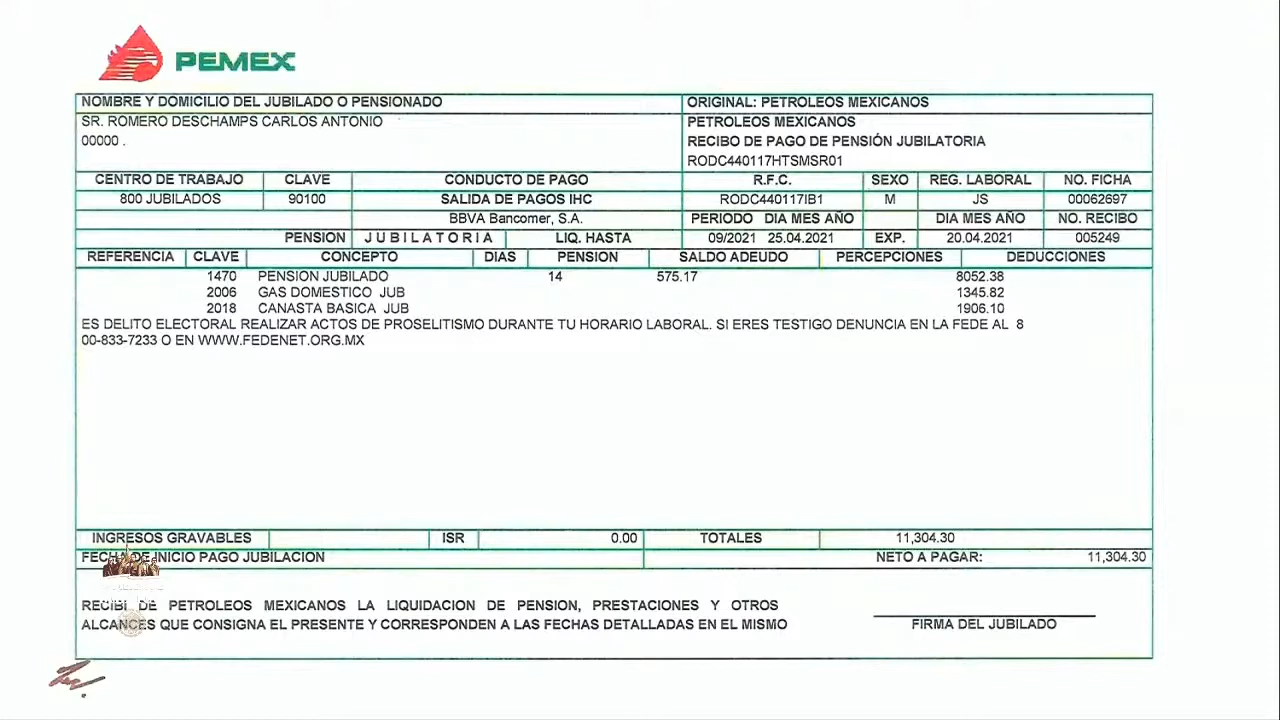 PEMEX
NOMBRE Y DOMICILIO DEL JUBILADO O PENSIONADO ORIGINAL: PETROLEOS MEXICANOS
SR. ROMERO DESCHAMPS CARLOS ANTONIO PETROLEOS MEXICANOS
00000 . RECIBO DE PAGO DE PENSIÓN JUBILATORIA
RODC440117HTSMSR01
CENTRO DE TRABAJO CLAVE CONDUCTO DE PAGO R.F.C. SEXO REG. LABORAL NO. FICHA
800 JUBILADOS 90100 SALIDA DE PAGOS IHC RODC440117IB1 M JS 00062697
BBVA Bancomer, S.A. PERIODO DIA MES AÑO DIA MES AÑO NO. RECIBO
PENSION J U B I L A T O R I A LIQ. HASTA 09/2021 25.04.2021 EXP. 20.04.2021 005249
REFERENCIA CLAVE CONCEPTO DIAS PENSION SALDO ADEUDO PERCEPCIONES DEDUCCIONES
1470 PENSION JUBILADO 14 575.17 8052.38
2006 GAS DOMESTICO JUB 1345.82
2018 CANASTA BASICA JUB 1906.10
ES DELITO ELECTORAL REALIZAR ACTOS DE PROSELITISMO DURANTE TU HORARIO LABORAL. SI ERES TESTIGO DENUNCIA EN LA FEDE AL 8
00-833-7233 O EN WWW.FEDENET.ORG.MX
INGRESOS GRAVABLES ISR 0.00 TOTALES 11,304.30
FECHA DE INICIO PAGO JUBILACION NETO A PAGAR: 11,304.30
RECIBI DE PETROLEOS MEXICANOS LA LIQUIDACION DE PENSION, PRESTACIONES Y OTROS
ALCANCES QUE CONSIGNA EL PRESENTE Y CORRESPONDEN A LAS FECHAS DETALLADAS EN EL MISMO FIRMA DEL JUBILADO